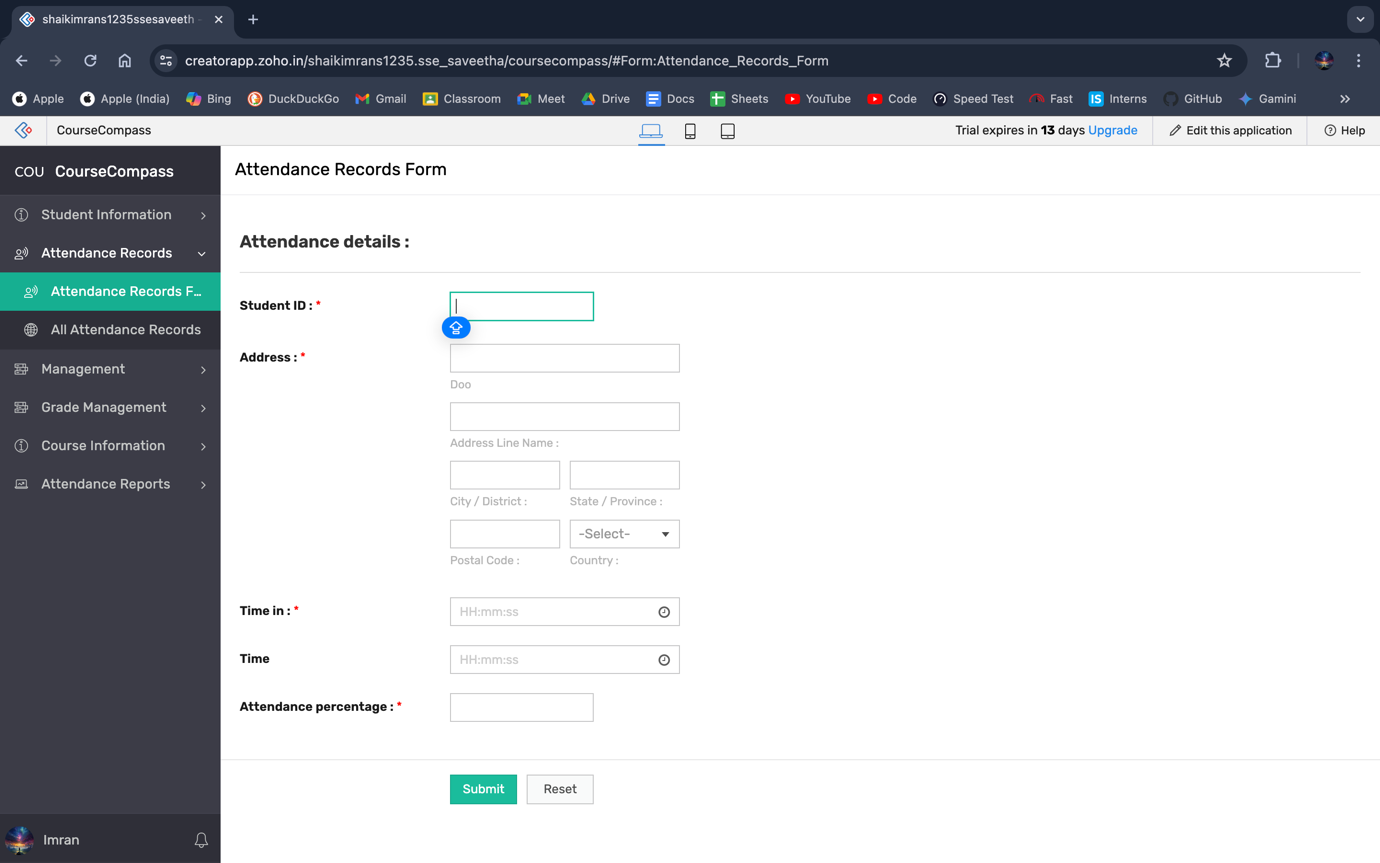 shaikimrans1235ssesaveeth
creatorapp.zoho.in/shaikimrans1235.sse_saveetha/coursecompass/#Form:Attendance_Records_Form
Apple Apple (India) Bing DuckDuckGo Gmail Classroom Meet Drive Docs Sheets YouTube Code Speed Test Fast IS Interns GitHub Gamini
CourseCompass Trial expires in 13 days Upgrade Edit this application Help
COU CourseCompass
Student Information
Attendance Records
Attendance Records F...
All Attendance Records
Management
Grade Management
Course Information
Attendance Reports
Imran
Attendance Records Form
Attendance details :
Student ID : *
Address : *
Doo
Address Line Name :
City / District : State / Province :
-Select-
Postal Code : Country :
Time in : * HH:mm:ss
Time HH:mm:ss
Attendance percentage : *
Submit Reset